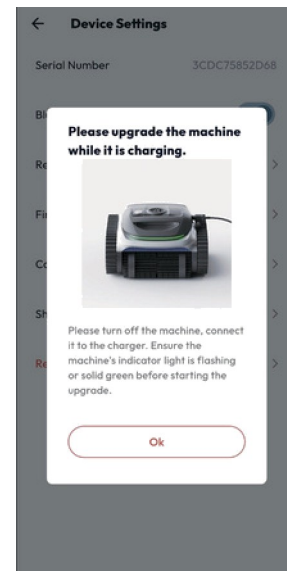 Device Settings
Serial Number 3CDC75852D68
Please upgrade the machine
while it is charging.
Please turn off the machine, connect
it to the charger. Ensure the
machine's indicator light is flashing
or solid green before starting the
upgrade.
Ok